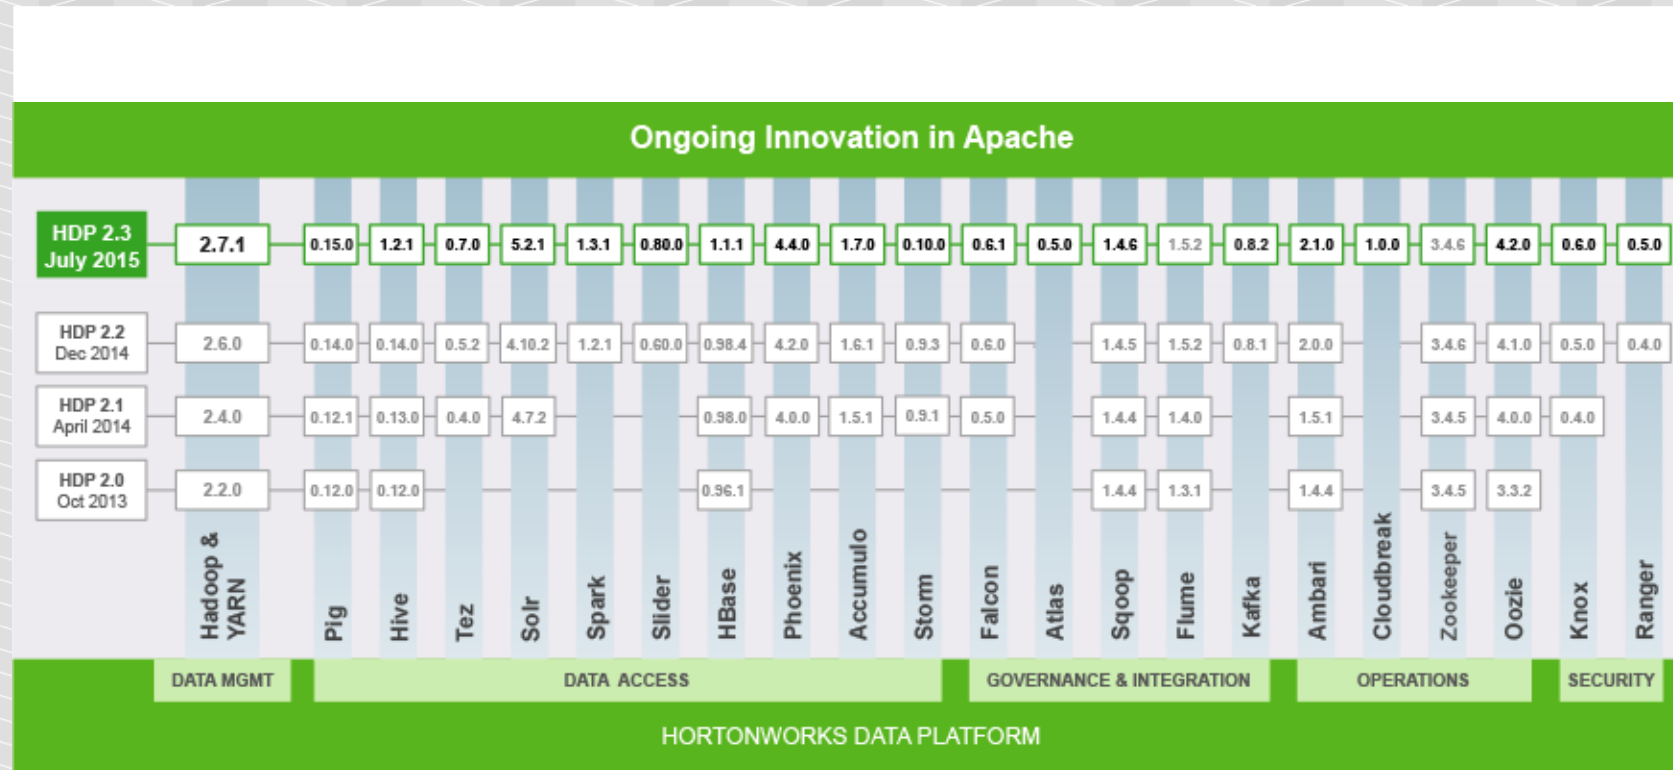 Ongoing Innovation in Apache
HDP 2.3
July 2015
2.7.1 0.15.0 1.2.1 0.7.0 5.2.1 1.3.1 0.80.0 1.1.1 4.4.0 1.7.0 0.10.0 0.6.1 0.5.0 1.4.6 1.5.2 0.8.2 2.1.0 1.0.0 3.4.6 4.2.0 0.6.0 0.5.0
HDP 2.2
Dec 2014
2.6.0 0.14.0 0.14.0 0.5.2 4.10.2 1.2.1 0.60.0 0.98.4 4.2.0 1.6.1 0.9.3 0.6.0 1.4.5 1.5.2 0.8.1 2.0.0 3.4.6 4.1.0 0.5.0 0.4.0
HDP 2.1
April 2014
2.4.0 0.12.1 0.13.0 0.4.0 4.7.2 0.98.0 4.0.0 1.5.1 0.9.1 0.5.0 1.4.4 1.4.0 1.5.1 3.4.5 4.0.0 0.4.0
HDP 2.0
Oct 2013
2.2.0 0.12.0 0.12.0 0.96.1 1.4.4 1.3.1 1.4.4 3.4.5 3.3.2
Hadoop &
YARN
Pig
Hive
Tez
Solr
Spark
Slider
HBase
Phoenix
Accumulo
Storm
Falcon
Atlas
Sqoop
Flume
Kafka
Ambari
Cloudbreak
Zookeeper
Oozie
Knox
Ranger
DATA MGMT
DATA ACCESS
GOVERNANCE & INTEGRATION
OPERATIONS
SECURITY
HORTONWORKS DATA PLATFORM